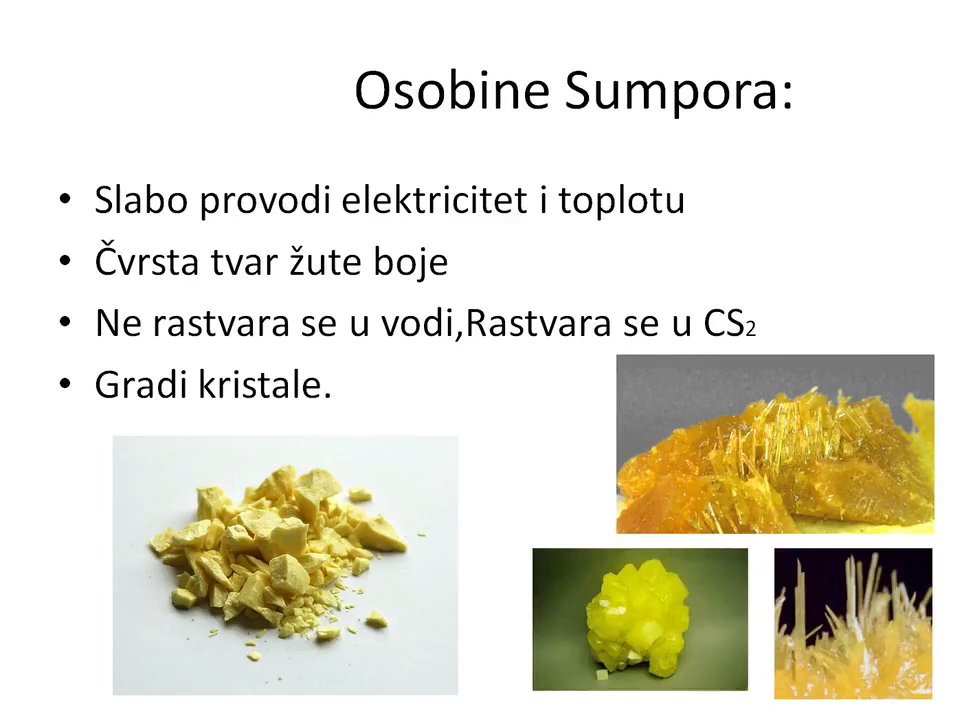 Osobine Sumpora:
• Slabo provodi elektricitet i toplotu
• Čvrsta tvar žute boje
• Ne rastvara se u vodi,Rastvara se u CS₂
• Gradi kristale.